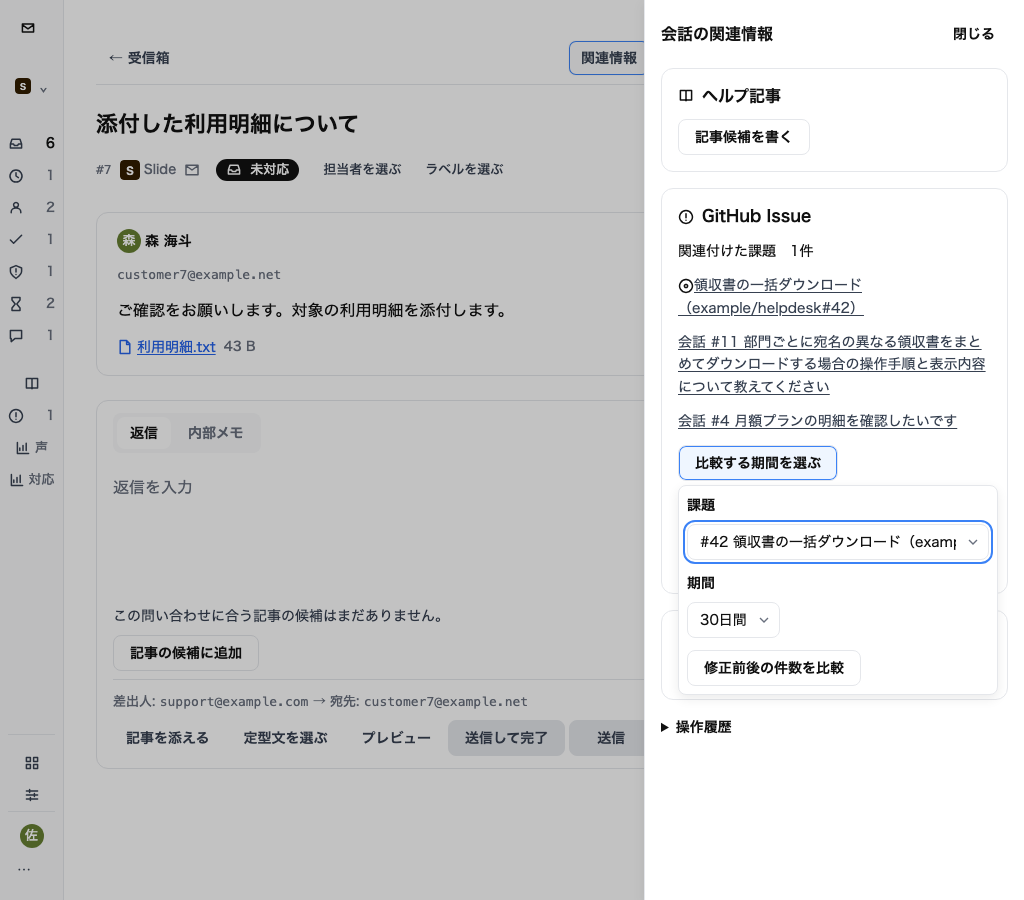 S
6
1
2
1
1
2
1
1
声
対応
佐
...
← 受信箱
関連情報
添付した利用明細について
#7 S Slide 未対応 担当者を選ぶ ラベルを選ぶ
森 森 海斗
customer7@example.net
ご確認をお願いします。対象の利用明細を添付します。
利用明細.txt 43 B
返信 内部メモ
返信を入力
この問い合わせに合う記事の候補はまだありません。
記事の候補に追加
差出人: support@example.com → 宛先: customer7@example.net
記事を添える 定型文を選ぶ プレビュー 送信して完了 送信
会話の関連情報 閉じる
ヘルプ記事
記事候補を書く
GitHub Issue
関連付けた課題 1件
領収書の一括ダウンロード
（example/helpdesk#42）
会話 #11 部門ごとに宛名の異なる領収書をまと
めてダウンロードする場合の操作手順と表示内容
について教えてください
会話 #4 月額プランの明細を確認したいです
比較する期間を選ぶ
課題
#42 領収書の一括ダウンロード（examp
期間
30日間
修正前後の件数を比較
▶ 操作履歴